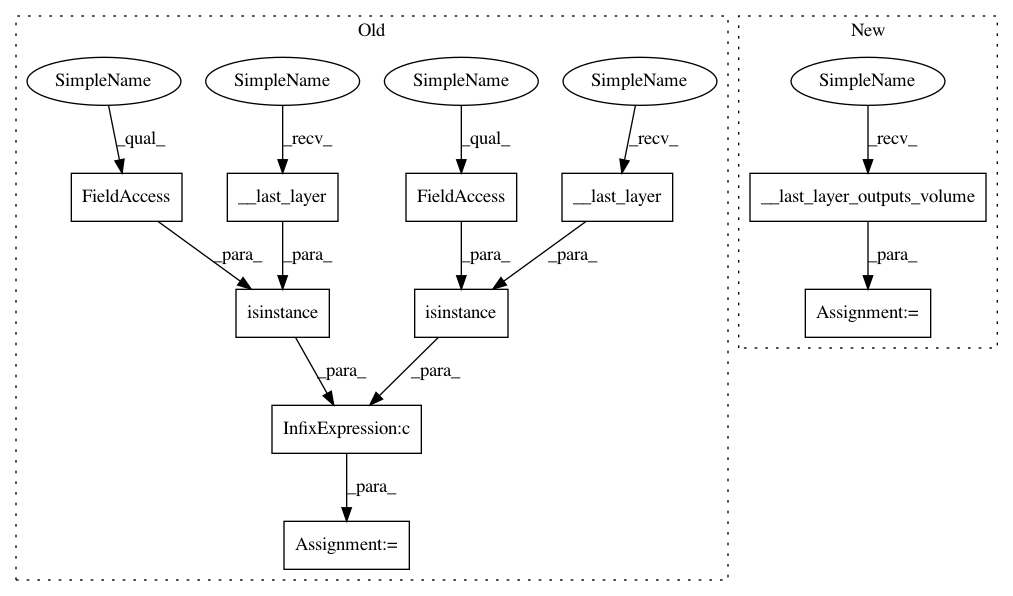 Old
New
SimpleName
SimpleName
SimpleName
SimpleName
SimpleName
_qual_
_recv_
_qual_
_recv_
_recv_
FieldAccess
__last_layer
FieldAccess
__last_layer
__last_layer_outputs_volume
_para_
_para_
_para_
_para_
_para_
isinstance
isinstance
Assignment:=
_para_
_para_
InfixExpression:c
_para_
Assignment:=